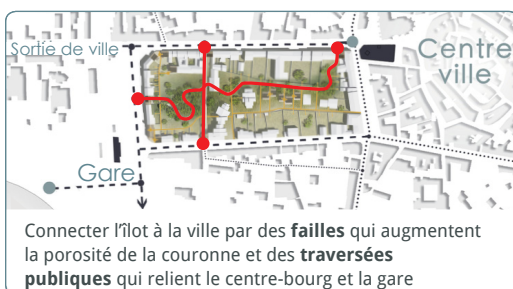 Sortie de ville
Centre
ville
Gare
Connecter l’îlot à la ville par des failles qui augmentent
la porosité de la couronne et des traversées
publiques qui relient le centre-bourg et la gare